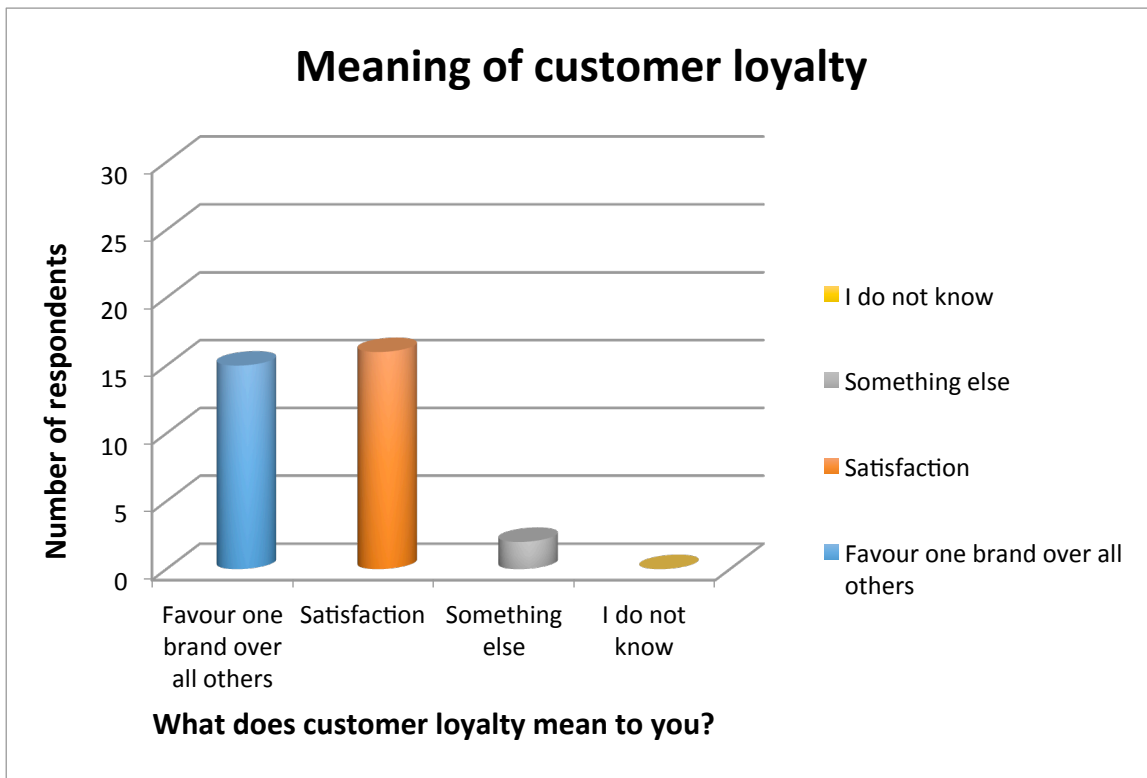 Meaning of customer loyalty
30
25
20
15
10
5
0
Number of respondents
Favour one
brand over
all others
Satisfaction
Something
else
I do not
know
What does customer loyalty mean to you?
I do not know
Something else
Satisfaction
Favour one brand over all
others